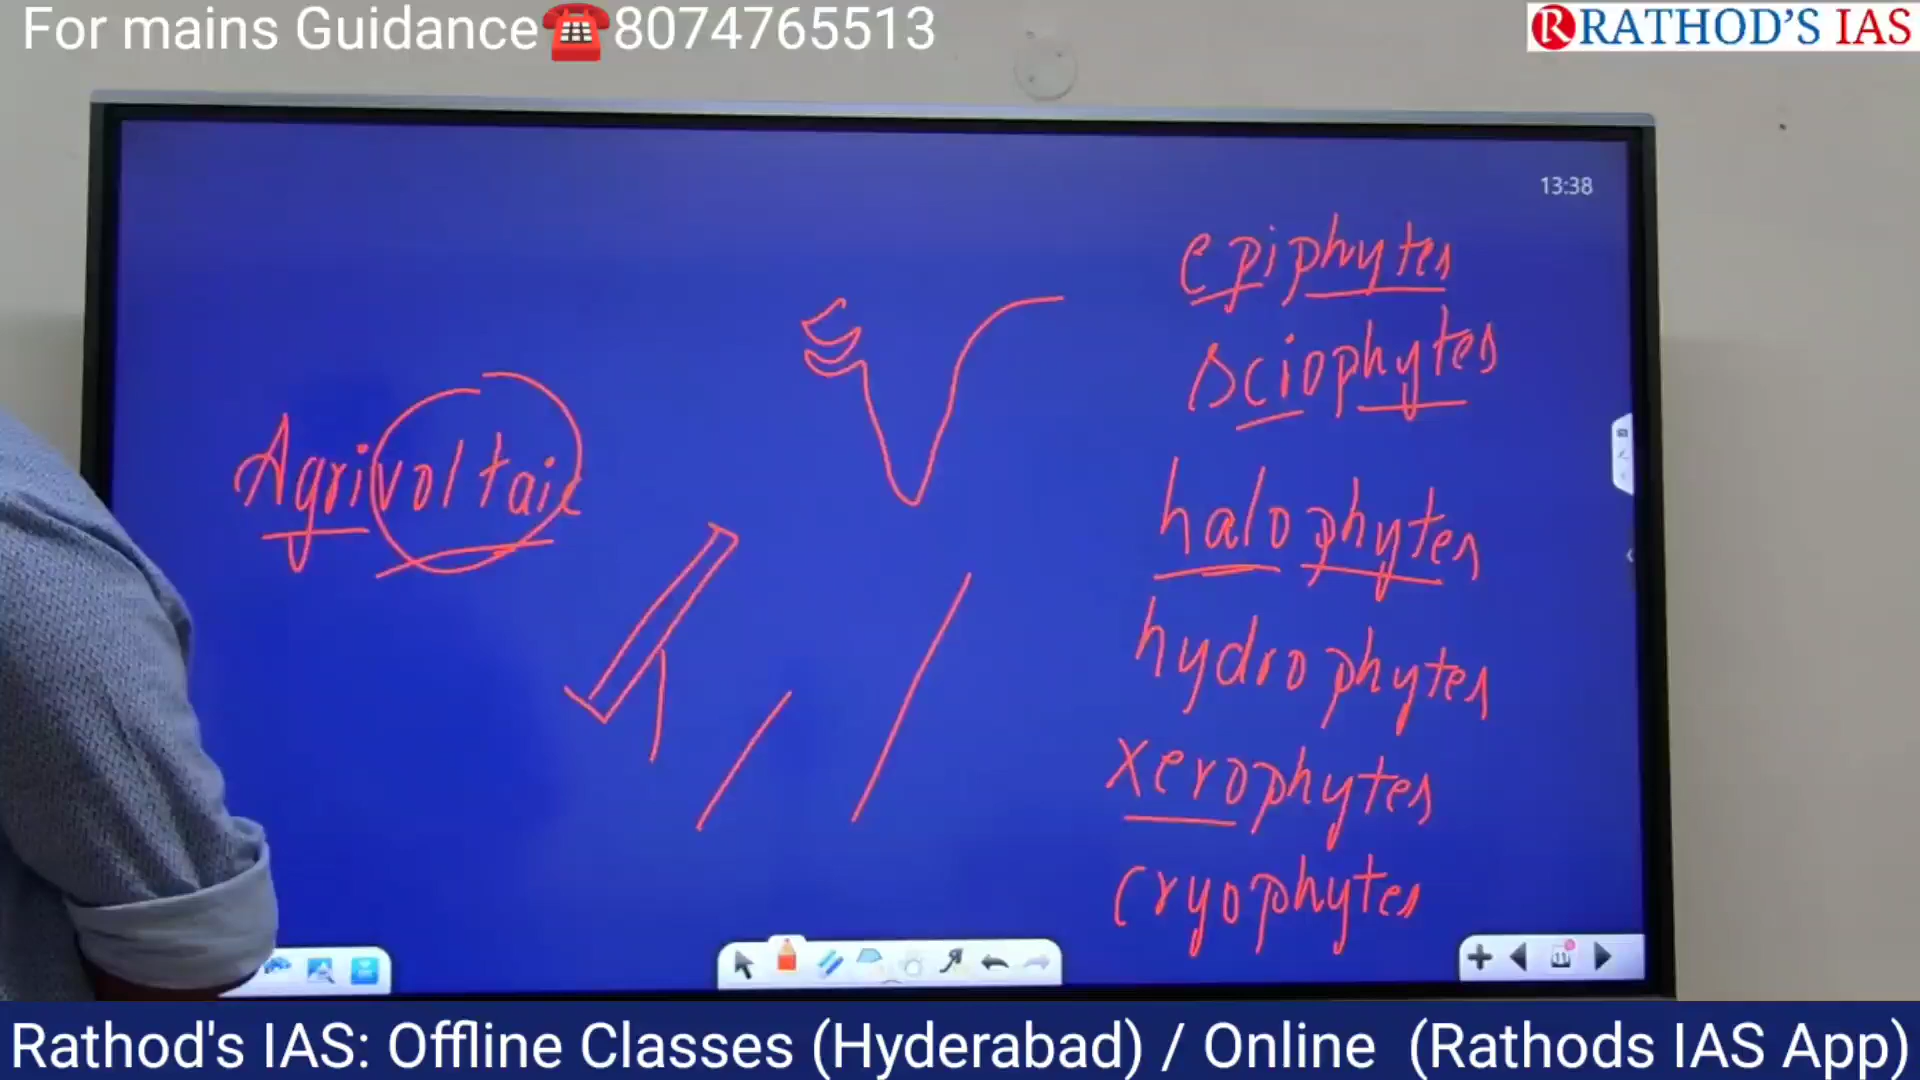 For mains Guidance☎8074765513
RRATHOD'S IAS
13:38
epiphytes
sciophytes
Agrivoltaic
halophytes
hydrophytes
xerophytes
cryophytes
Rathod's IAS: Offline Classes (Hyderabad) / Online (Rathods IAS App)